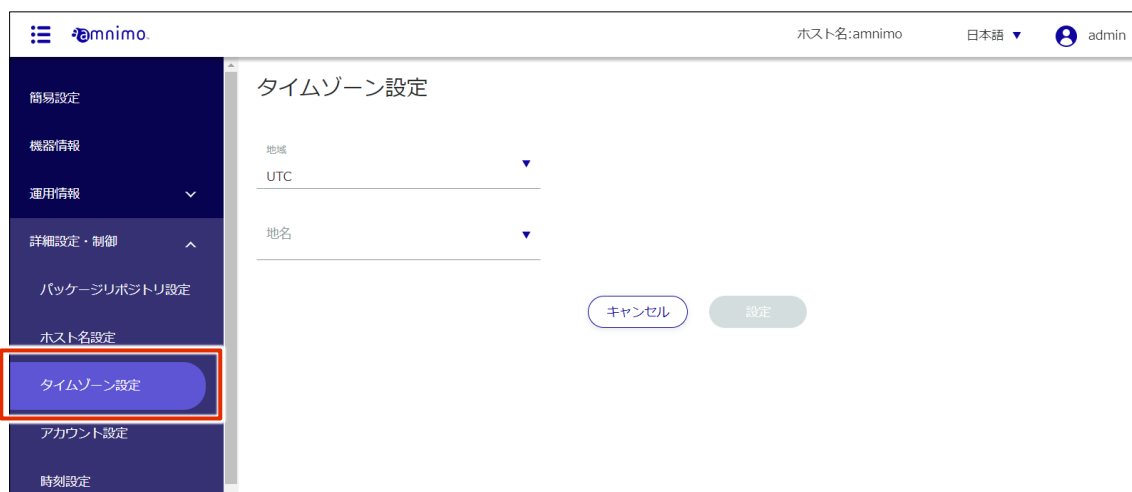 amnimo
ホスト名:amnimo
日本語
admin
簡易設定
機器情報
運用情報
詳細設定・制御
パッケージリポジトリ設定
ホスト名設定
タイムゾーン設定
アカウント設定
時刻設定
タイムゾーン設定
地域
UTC
地名
キャンセル
設定